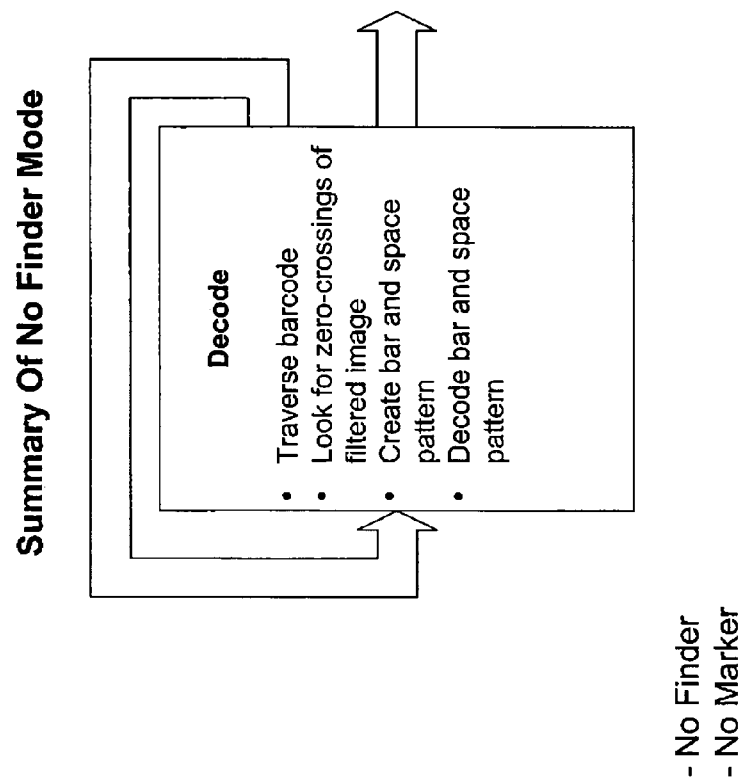 Summary Of No Finder Mode
Decode
• Traverse barcode
• Look for zero-crossings of
filtered image
• Create bar and space
pattern
• Decode bar and space
pattern
- No Finder
- No Marker